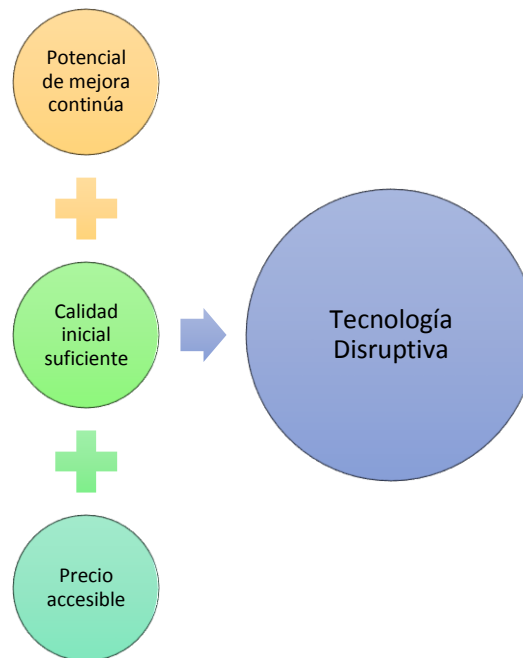 Potencial
de mejora
continúa
Calidad
inicial
suficiente
Tecnología
Disruptiva
Precio
accesible